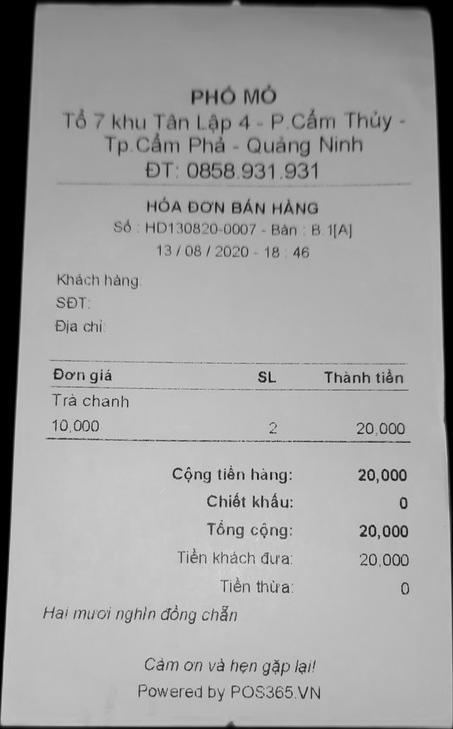 PHỐ MỎ
Tổ 7 khu Tân Lập 4 - P.Cẩm Thủy -
Tp.Cẩm Phả - Quảng Ninh
ĐT: 0858.931.931
HÓA ĐƠN BÁN HÀNG
Số : HD130820-0007 - Bàn : B.1[A]
13 / 08 / 2020 - 18 : 46
Khách hàng:
SĐT:
Địa chỉ:
Đơn giá SL Thành tiền
Trà chanh
10,000 2 20,000
Cộng tiền hàng: 20,000
Chiết khấu: 0
Tổng cộng: 20,000
Tiền khách đưa: 20,000
Tiền thừa: 0
Hai mươi nghìn đồng chẵn
Cảm ơn và hẹn gặp lại!
Powered by POS365.VN